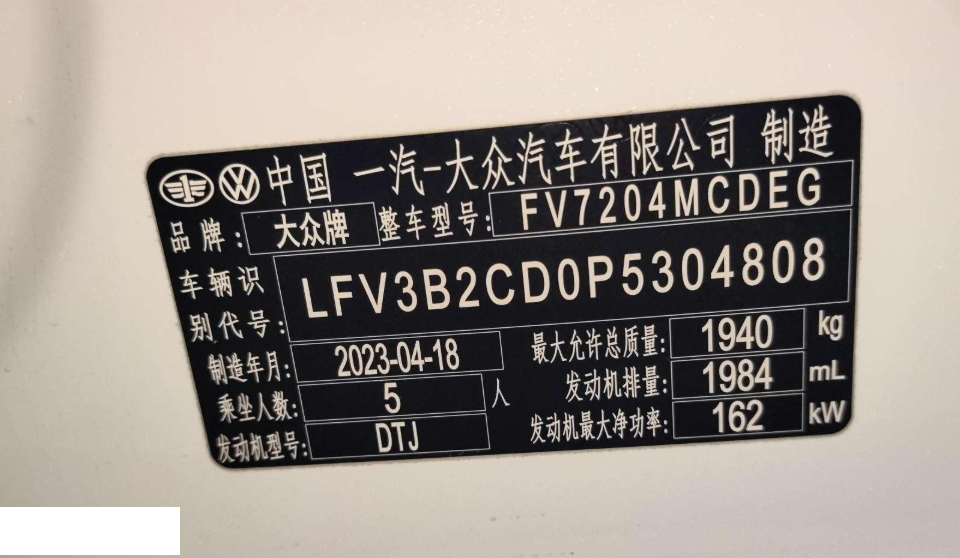 中国 一汽-大众汽车有限公司 制造
品牌: 大众牌 整车型号: FV7204MCDEG
车辆识别代号: LFV3B2CD0P5304808
制造年月: 2023-04-18 最大允许总质量: 1940 kg
乘坐人数: 5 人 发动机排量: 1984 mL
发动机型号: DTJ 发动机最大净功率: 162 kW